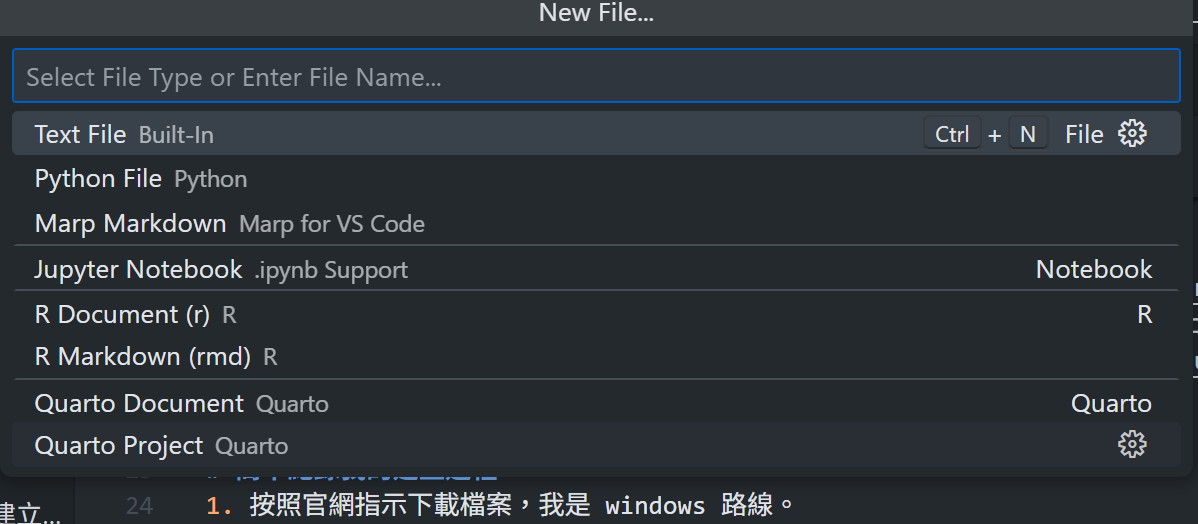 New File...
Select File Type or Enter File Name...
Text File Built-In Ctrl + N File
Python File Python
Marp Markdown Marp for VS Code
Jupyter Notebook .ipynb Support Notebook
R Document (r) R R
R Markdown (rmd) R
Quarto Document Quarto Quarto
Quarto Project Quarto
24 1. 按照官網指示下載檔案，我是 windows 路線。
建立...